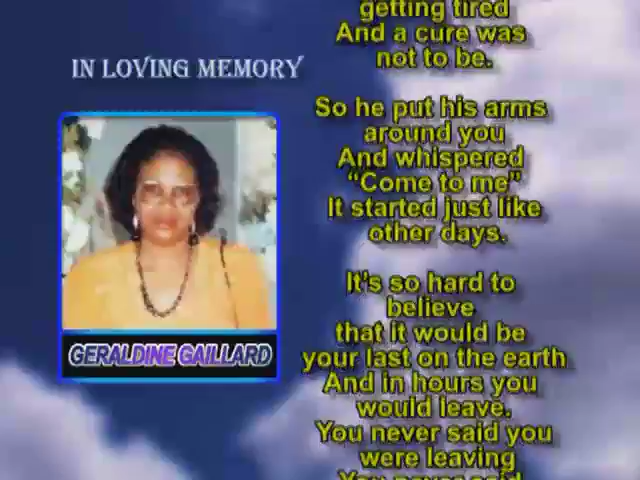 IN LOVING MEMORY
GERALDINE GAILLARD
getting tired
And a cure was
not to be.
So he put his arms
around you
And whispered
“Come to me”
It started just like
other days.
It's so hard to
believe
that it would be
your last on the earth
And in hours you
would leave.
You never said you
were leaving
You never said